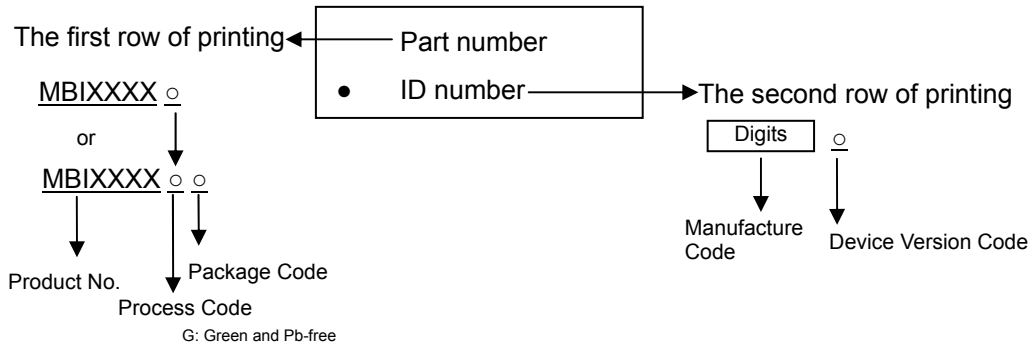 The first row of printing
Part number
MBIXXXX ○
● ID number
The second row of printing
or
Digits ○
MBIXXXX ○ ○
Manufacture
Code
Device Version Code
Product No.
Package Code
Process Code
G: Green and Pb-free